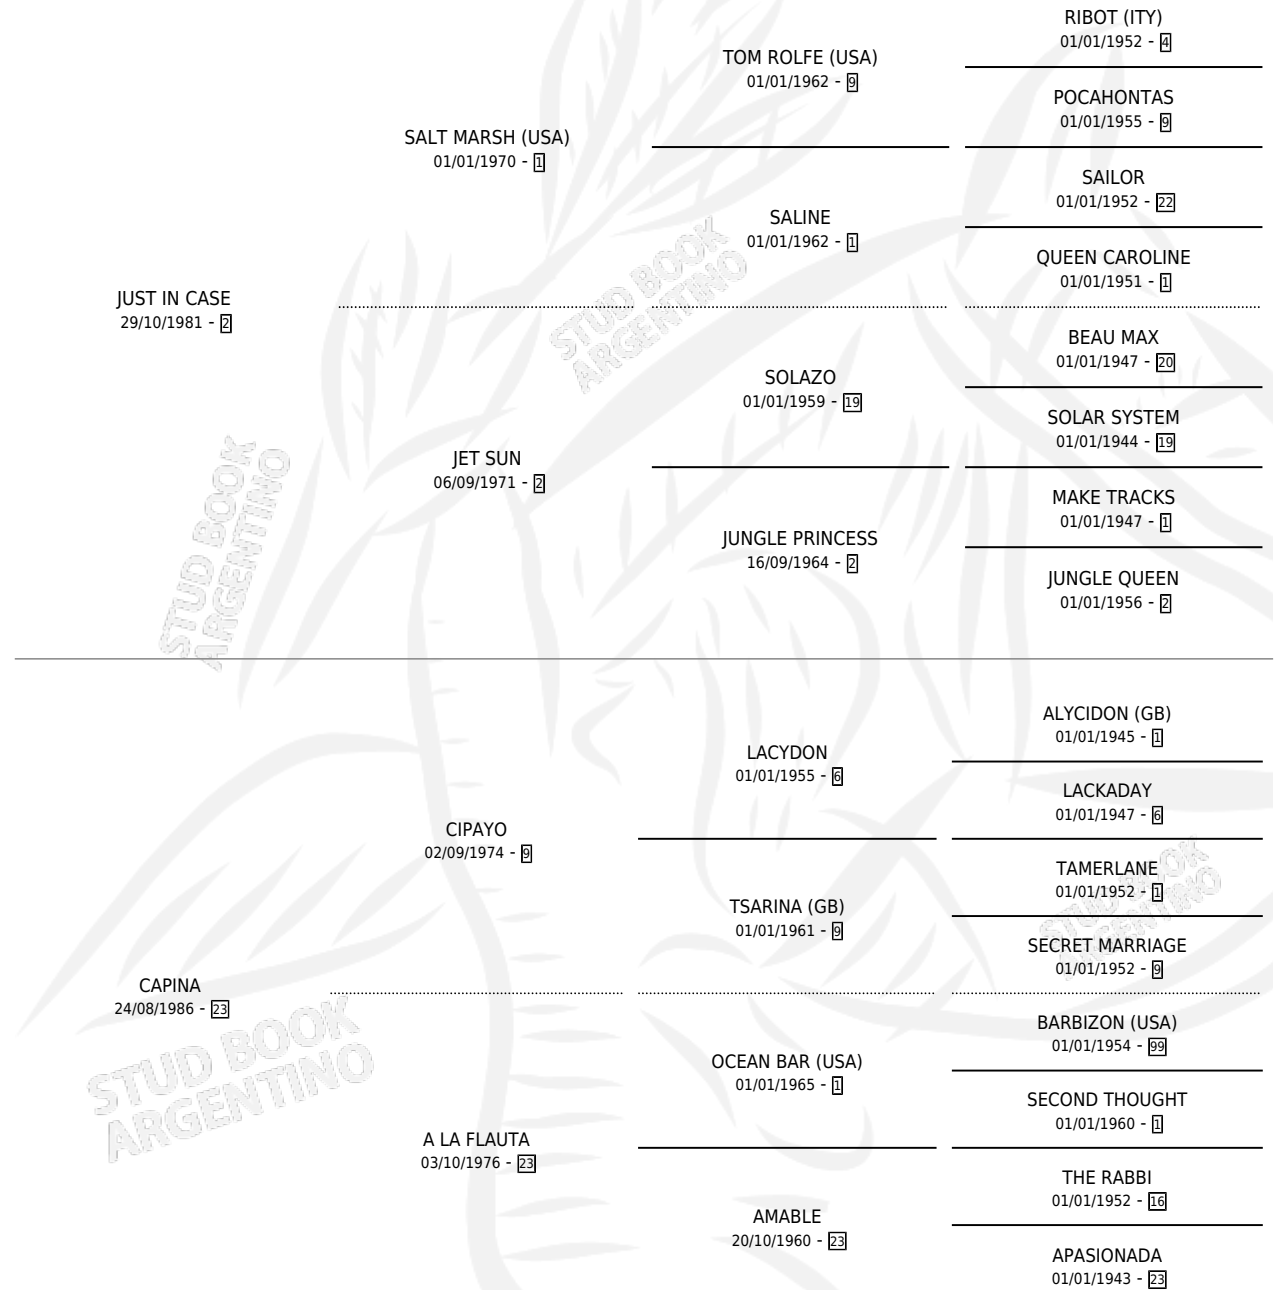 RIBOT (ITY)
01/01/1952 - 4
TOM ROLFE (USA)
01/01/1962 - 9
POCAHONTAS
01/01/1955 - 9
SALT MARSH (USA)
01/01/1970 - 1
SAILOR
01/01/1952 - 22
SALINE
01/01/1962 - 1
QUEEN CAROLINE
01/01/1951 - 1
JUST IN CASE
29/10/1981 - 2
STUD BOOK
ARGENTINO
BEAU MAX
01/01/1947 - 20
SOLAZO
01/01/1959 - 19
SOLAR SYSTEM
01/01/1944 - 19
JET SUN
06/09/1971 - 2
MAKE TRACKS
01/01/1947 - 1
JUNGLE PRINCESS
16/09/1964 - 2
JUNGLE QUEEN
01/01/1956 - 2
STUD BOOK
ARGENTINO
ALYCIDON (GB)
01/01/1945 - 1
LACYDON
01/01/1955 - 6
LACKADAY
01/01/1947 - 6
CIPAYO
02/09/1974 - 9
TAMERLANE
01/01/1952 - 1
TSARINA (GB)
01/01/1961 - 9
SECRET MARRIAGE
01/01/1952 - 9
STUD BOOK
ARGENTINO
CAPINA
24/08/1986 - 23
STUD BOOK
ARGENTINO
BARBIZON (USA)
01/01/1954 - 99
OCEAN BAR (USA)
01/01/1965 - 1
SECOND THOUGHT
01/01/1960 - 1
A LA FLAUTA
03/10/1976 - 23
THE RABBI
01/01/1952 - 16
AMABLE
20/10/1960 - 23
APASIONADA
01/01/1943 - 23